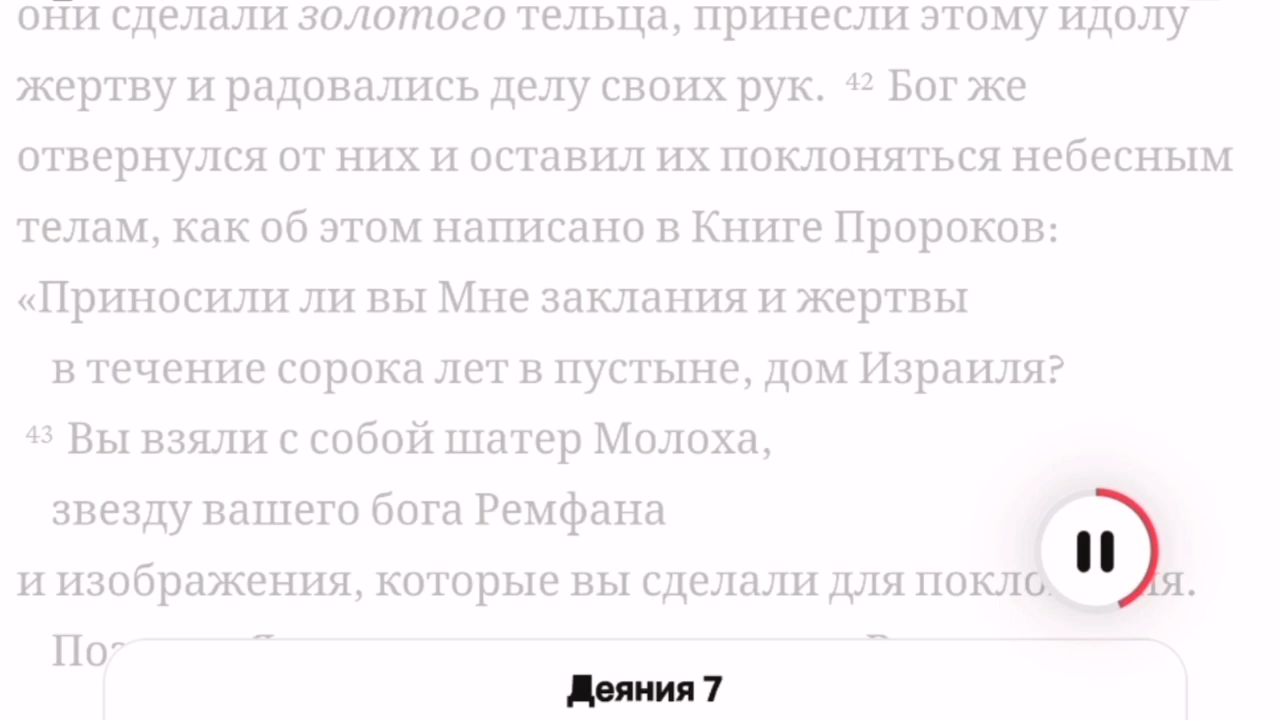 они сделали золотого тельца, принесли этому идолу
жертву и радовались делу своих рук. 42 Бог же
отвернулся от них и оставил их поклоняться небесным
телам, как об этом написано в Книге Пророков:
«Приносили ли вы Мне заклания и жертвы
в течение сорока лет в пустыне, дом Израиля?
43 Вы взяли с собой шатер Молоха,
звезду вашего бога Ремфана
и изображения, которые вы сделали для
Деяния 7